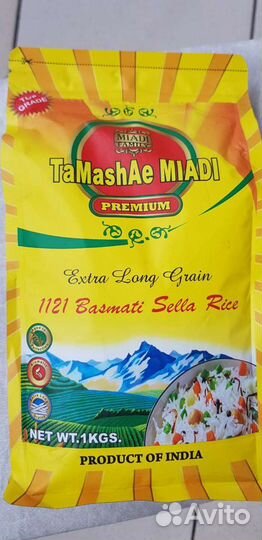 TOP
GRADE
MIADI
FAMILY
TaMashAe MIADI
PREMIUM
Extra Long Grain
1121 Basmati Sella Rice
NET WT.1KGS.
PRODUCT OF INDIA
Avito